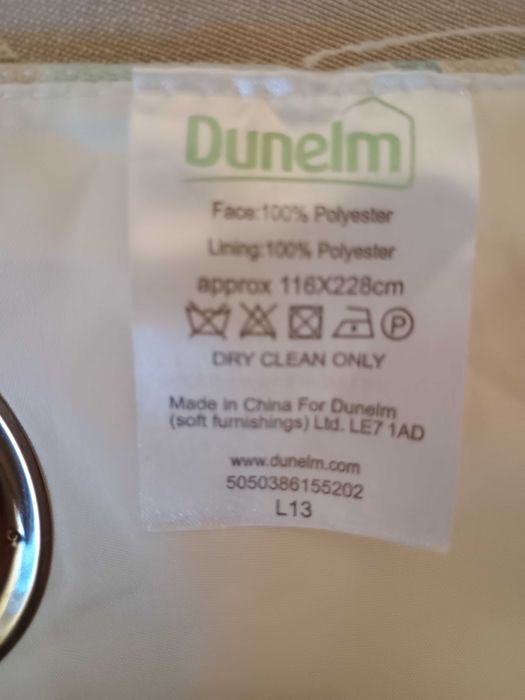 Dunelm
Face:100% Polyester
Lining:100% Polyester
approx 116X228cm
P
DRY CLEAN ONLY
Made in China For Dunelm
(soft furnishings) Ltd. LE7 1AD
www.dunelm.com
5050386155202
L13